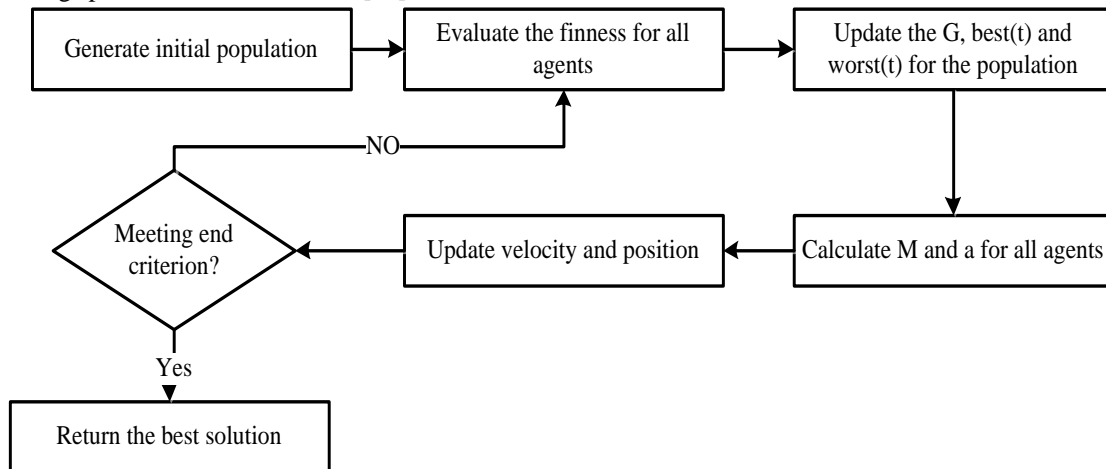 Generate initial population
Evaluate the finness for all
agents
Update the G, best(t) and
worst(t) for the population
NO
Meeting end
criterion?
Update velocity and position
Calculate M and a for all agents
Yes
Return the best solution